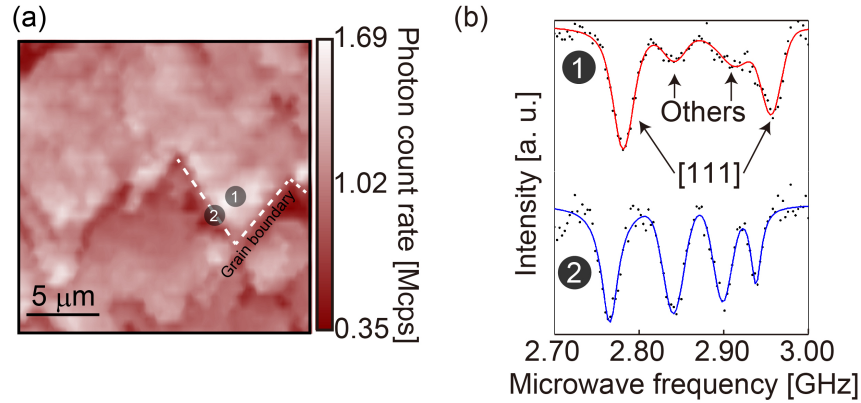 (a)
1.69
1.02
0.35
Photon count rate [Mcps]
1
2
Grain boundary
5 μm
(b)
1
Others
[111]
2
Intensity [a. u.]
2.70 2.80 2.90 3.00
Microwave frequency [GHz]